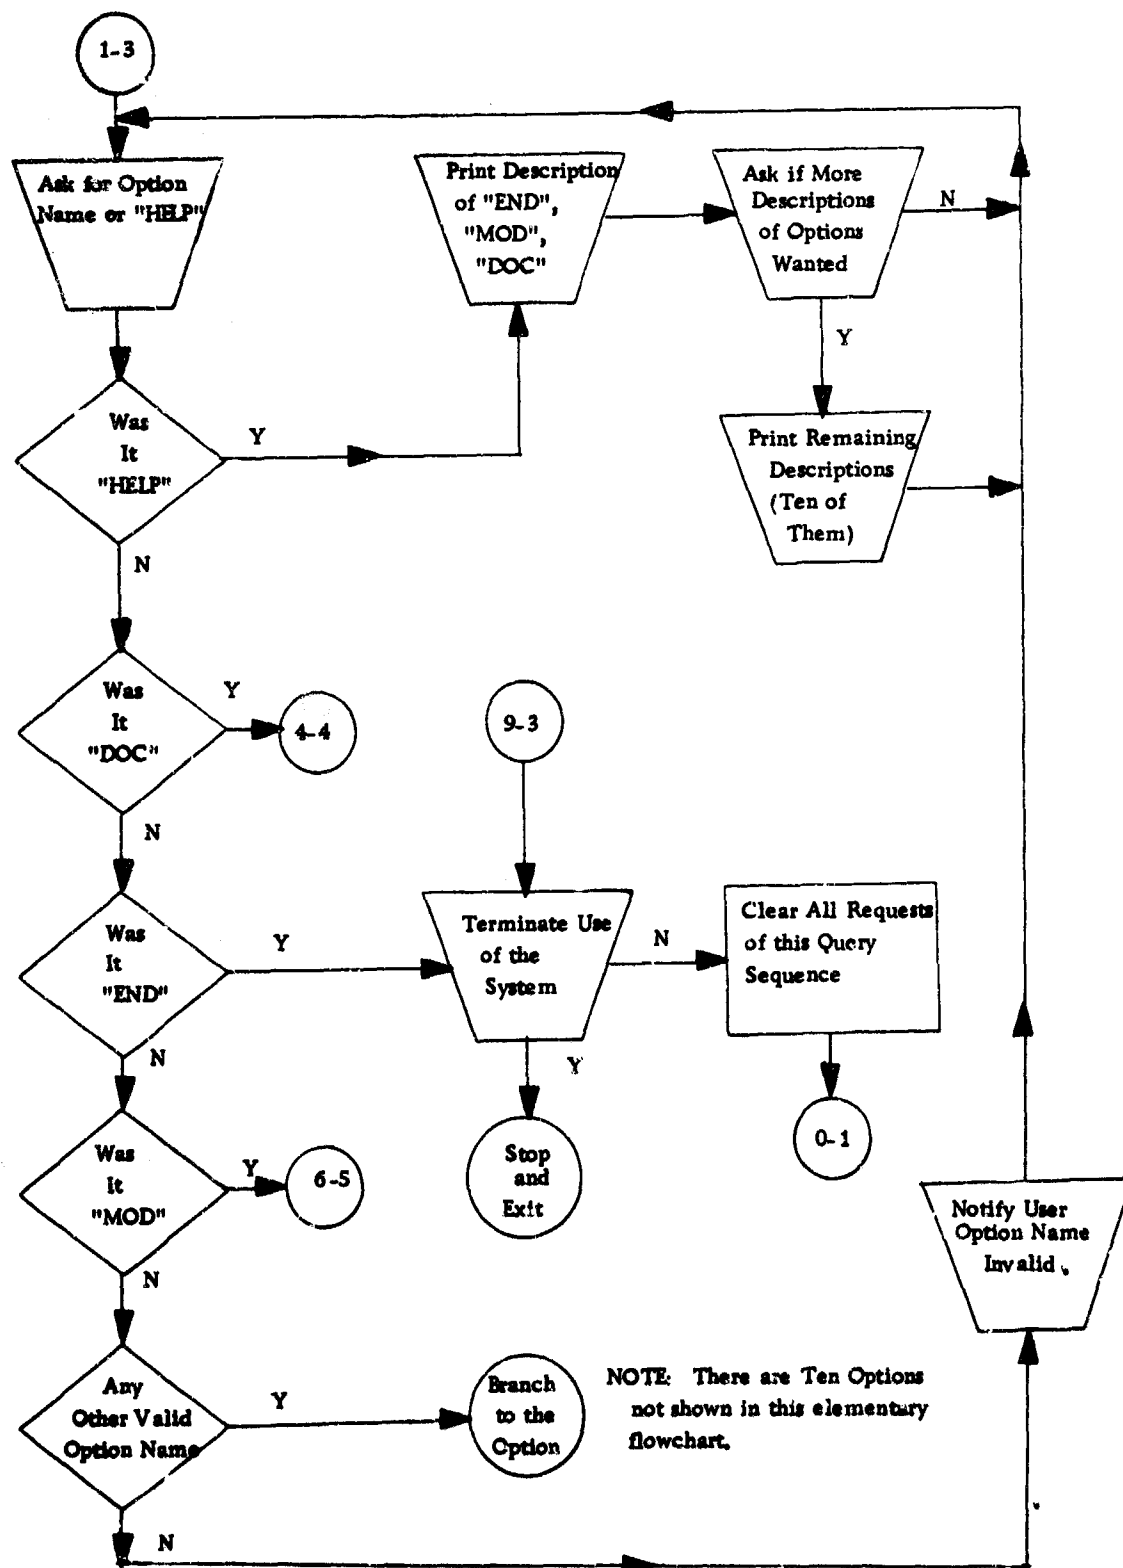 1-3
Ask for Option
Name or "HELP"
Print Description
of "END",
"MOD",
"DOC"
Ask if More
Descriptions
of Options
Wanted
N
Y
Print Remaining
Descriptions
(Ten of
Them)
Was
It
"HELP"
Y
N
Was
It
"DOC"
Y
4-4
N
9-3
Was
It
"END"
Y
Terminate Use
of the
System
N
Clear All Requests
of this Query
Sequence
N
Y
Stop
and
Exit
0-1
Was
It
"MOD"
Y
6-5
N
Notify User
Option Name
Invalid.
Any
Other Valid
Option Name
Y
Branch
to the
Option
NOTE: There are Ten Options
not shown in this elementary
flowchart.
N